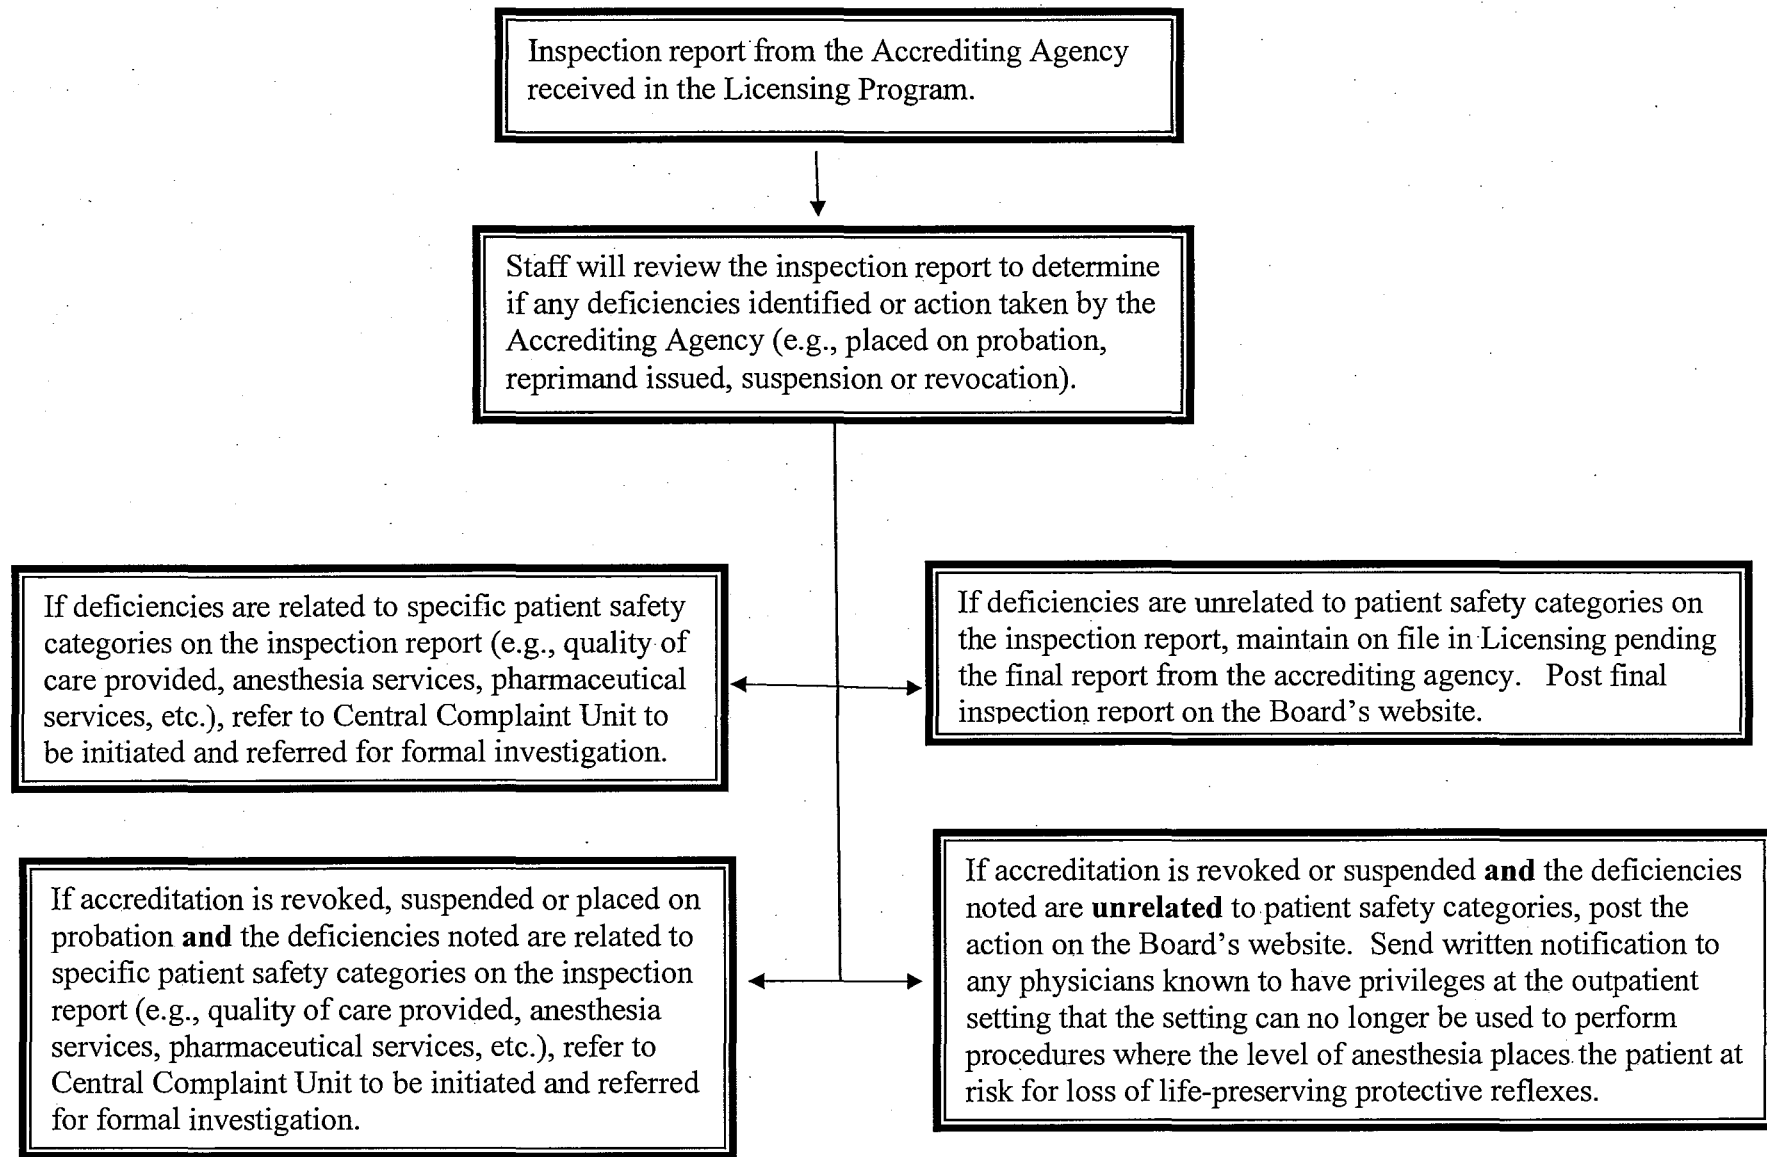 Inspection report from the Accrediting Agency
received in the Licensing Program.
Staff will review the inspection report to determine
if any deficiencies identified or action taken by the
Accrediting Agency (e.g., placed on probation,
reprimand issued, suspension or revocation).
If deficiencies are related to specific patient safety
categories on the inspection report (e.g., quality of
care provided, anesthesia services, pharmaceutical
services, etc.), refer to Central Complaint Unit to
be initiated and referred for formal investigation.
If deficiencies are unrelated to patient safety categories on
the inspection report, maintain on file in Licensing pending
the final report from the accrediting agency. Post final
inspection report on the Board's website.
If accreditation is revoked, suspended or placed on
probation and the deficiencies noted are related to
specific patient safety categories on the inspection
report (e.g., quality of care provided, anesthesia
services, pharmaceutical services, etc.), refer to
Central Complaint Unit to be initiated and referred
for formal investigation.
If accreditation is revoked or suspended and the deficiencies
noted are unrelated to patient safety categories, post the
action on the Board's website. Send written notification to
any physicians known to have privileges at the outpatient
setting that the setting can no longer be used to perform
procedures where the level of anesthesia places the patient at
risk for loss of life-preserving protective reflexes.